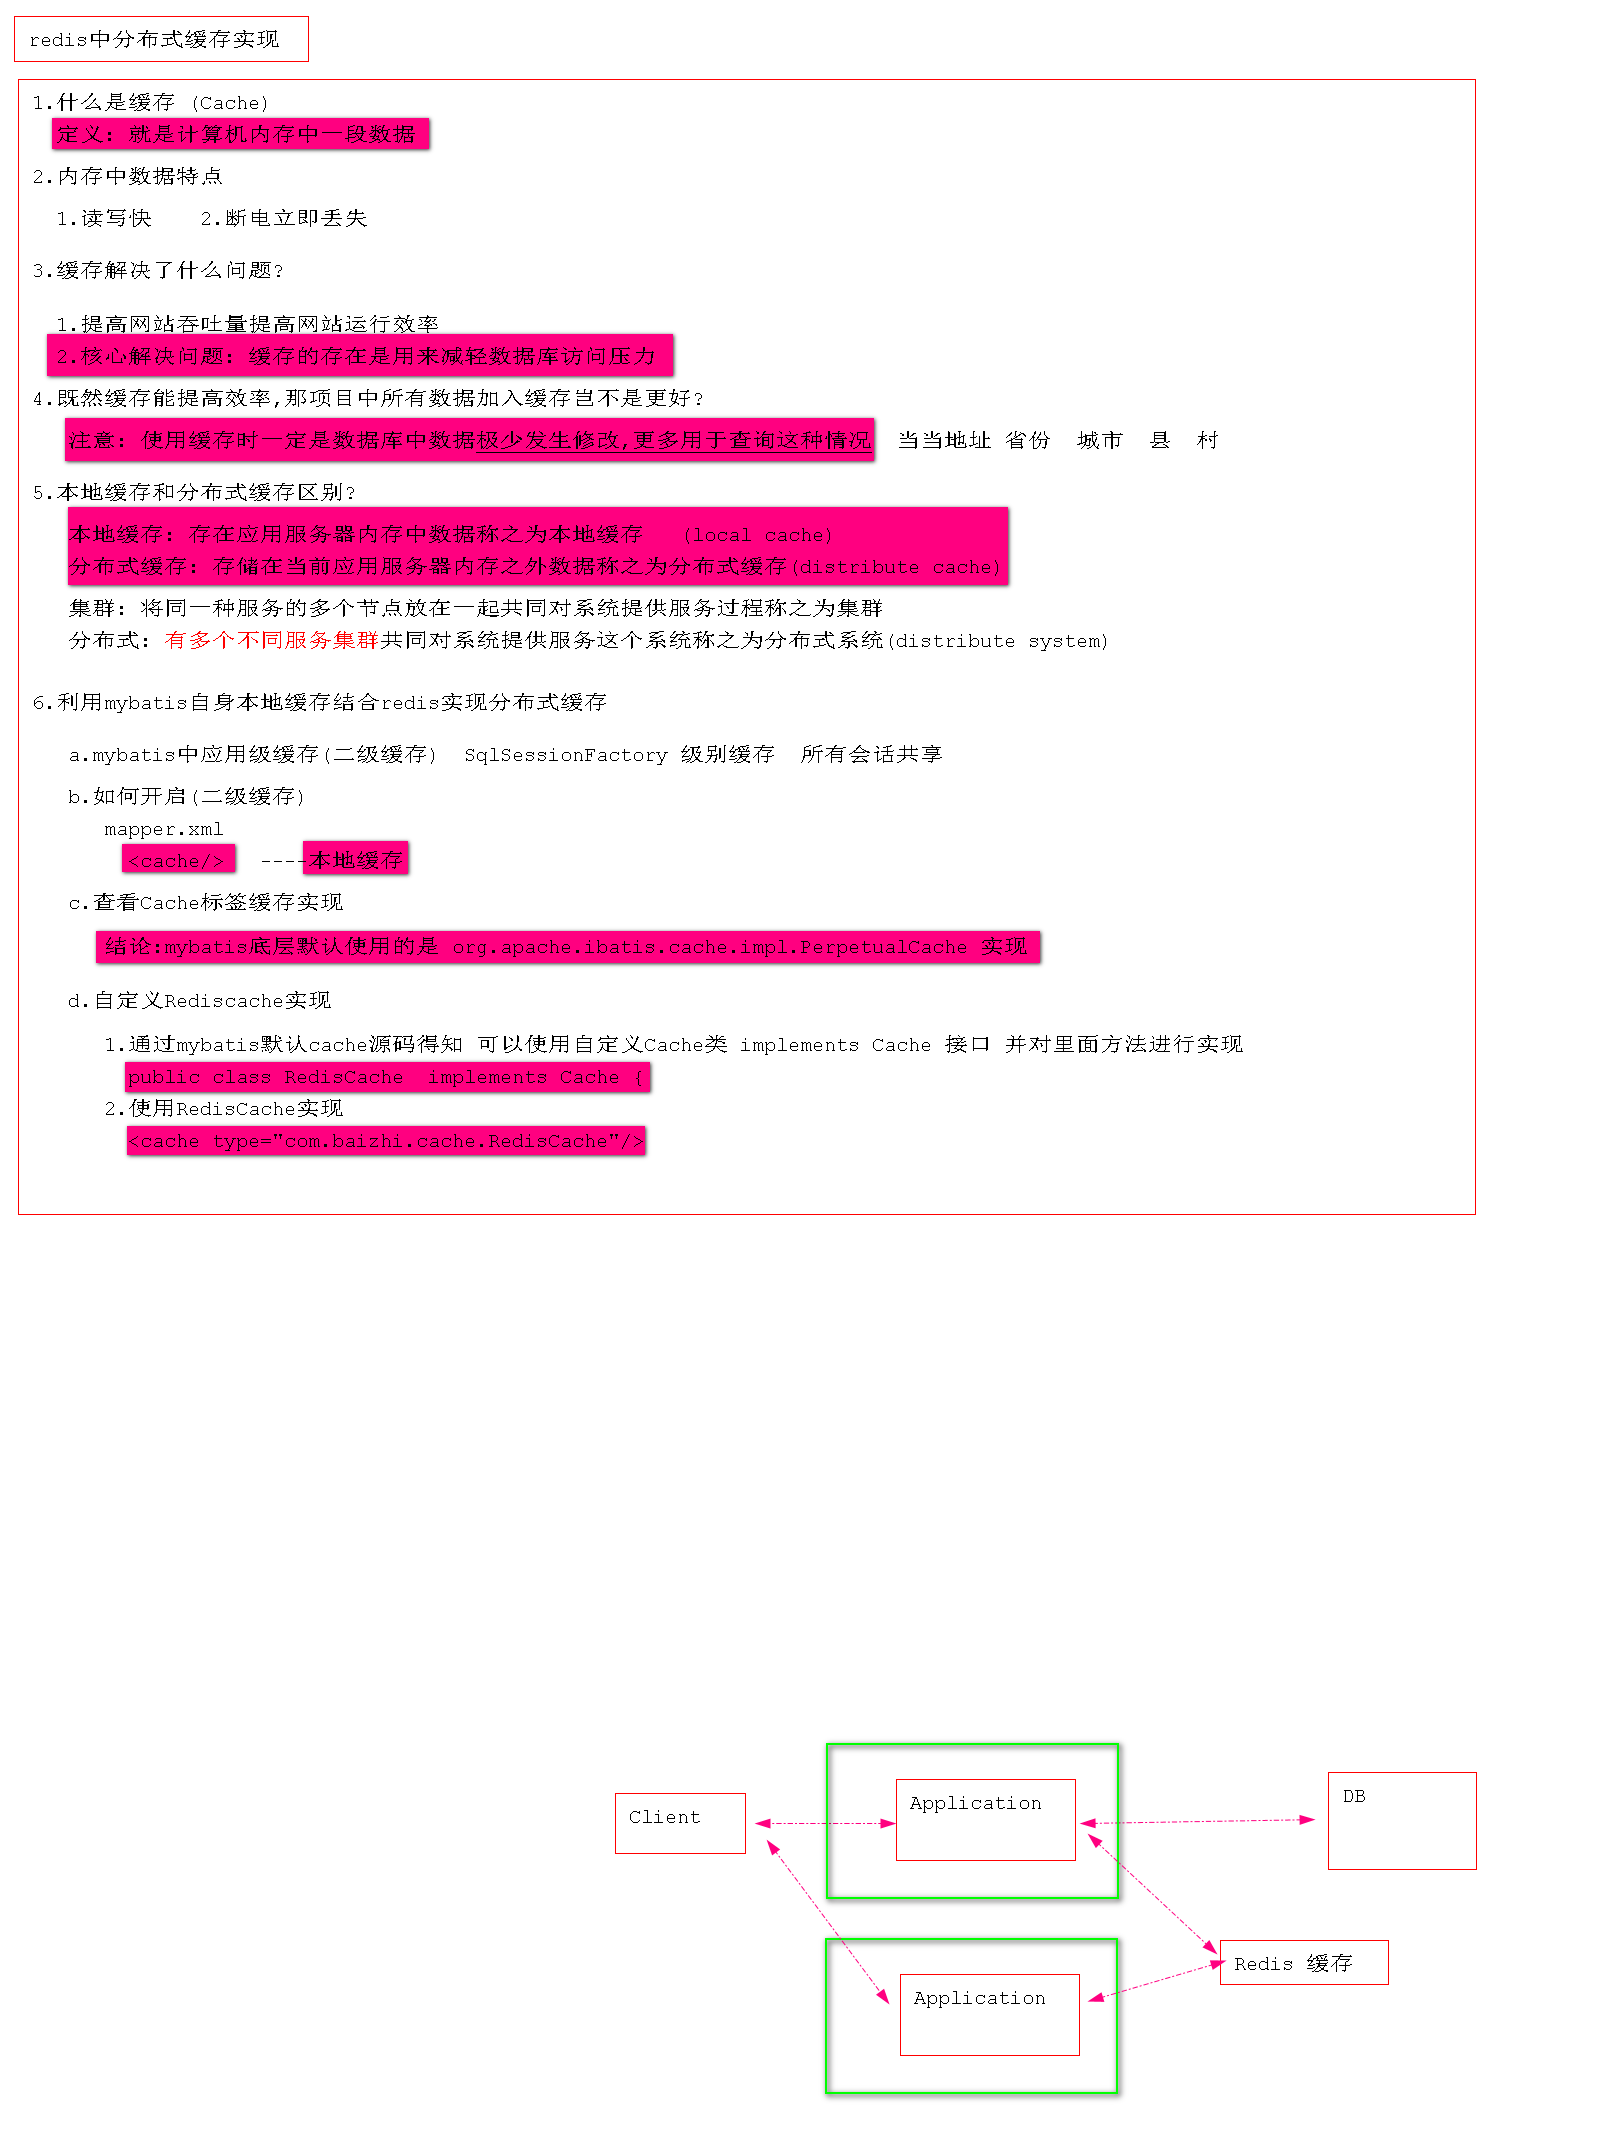 redis中分布式缓存实现
1.什么是缓存 (Cache)
定义: 就是计算机内存中一段数据
2.内存中数据特点
1.读写快    2.断电立即丢失
3.缓存解决了什么问题?
1.提高网站吞吐量提高网站运行效率
2.核心解决问题: 缓存的存在是用来减轻数据库访问压力
4.既然缓存能提高效率,那项目中所有数据加入缓存岂不是更好?
注意: 使用缓存时一定是数据库中数据极少发生修改,更多用于查询这种情况  当当地址 省份  城市  县  村
5.本地缓存和分布式缓存区别?
本地缓存: 存在应用服务器内存中数据称之为本地缓存   (local cache)
分布式缓存: 存储在当前应用服务器内存之外数据称之为分布式缓存(distribute cache)
集群: 将同一种服务的多个节点放在一起共同对系统提供服务过程称之为集群
分布式: 有多个不同服务集群共同对系统提供服务这个系统称之为分布式系统(distribute system)
6.利用mybatis自身本地缓存结合redis实现分布式缓存
a.mybatis中应用级缓存(二级缓存)  SqlSessionFactory 级别缓存  所有会话共享
b.如何开启(二级缓存)
mapper.xml
<cache/>   ----本地缓存
c.查看Cache标签缓存实现
结论:mybatis底层默认使用的是 org.apache.ibatis.cache.impl.PerpetualCache 实现
d.自定义Rediscache实现
1.通过mybatis默认cache源码得知 可以使用自定义Cache类 implements Cache 接口 并对里面方法进行实现
public class RedisCache  implements Cache {
2.使用RedisCache实现
<cache type="com.baizhi.cache.RedisCache"/>
Client
Application
DB
Redis 缓存
Application